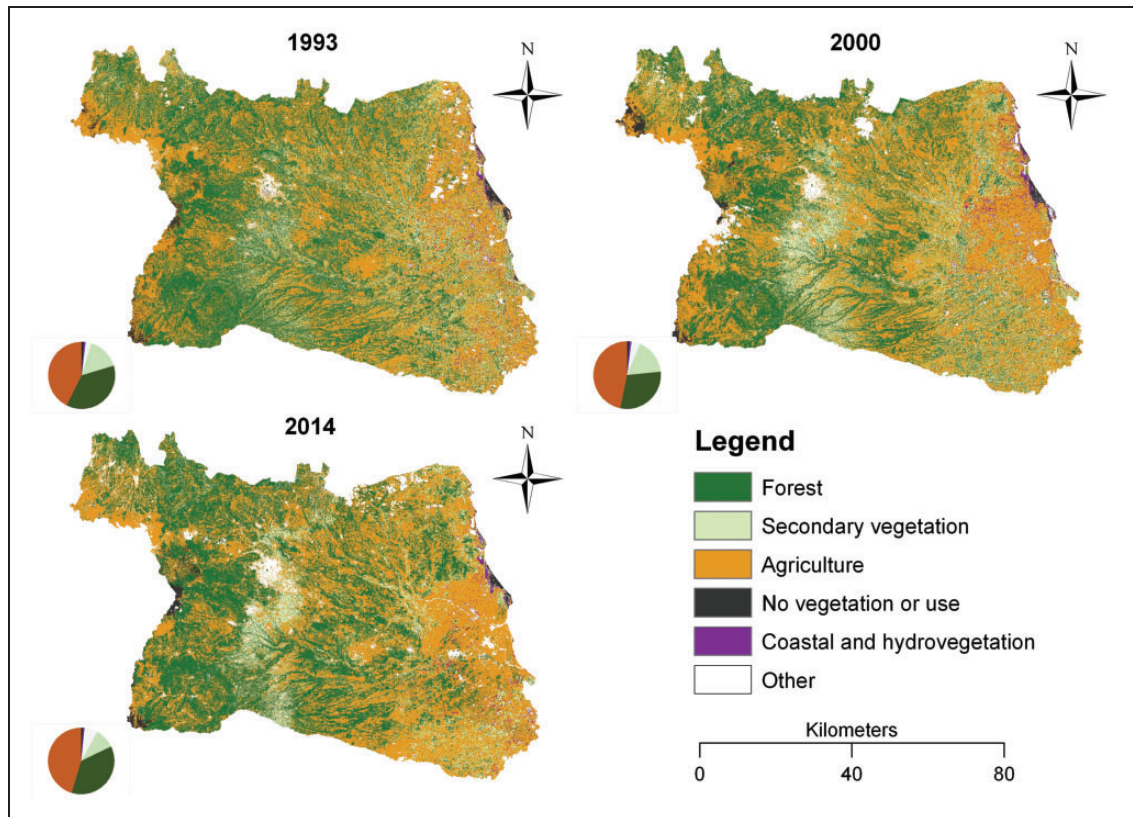 1993
N
2000
N
2014
N
Legend
Forest
Secondary vegetation
Agriculture
No vegetation or use
Coastal and hydrovegetation
Other
Kilometers
0 40 80